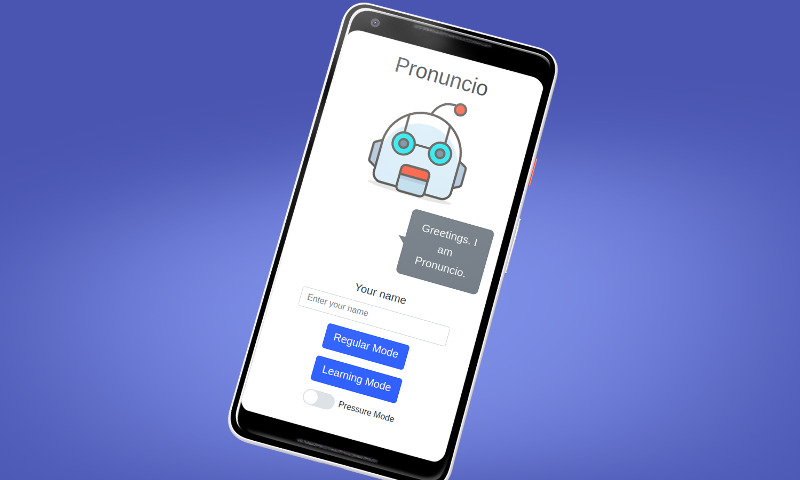 Pronuncio
Greetings. I
am
Pronuncio.
Your name
Enter your name
Regular Mode
Learning Mode
Pressure Mode